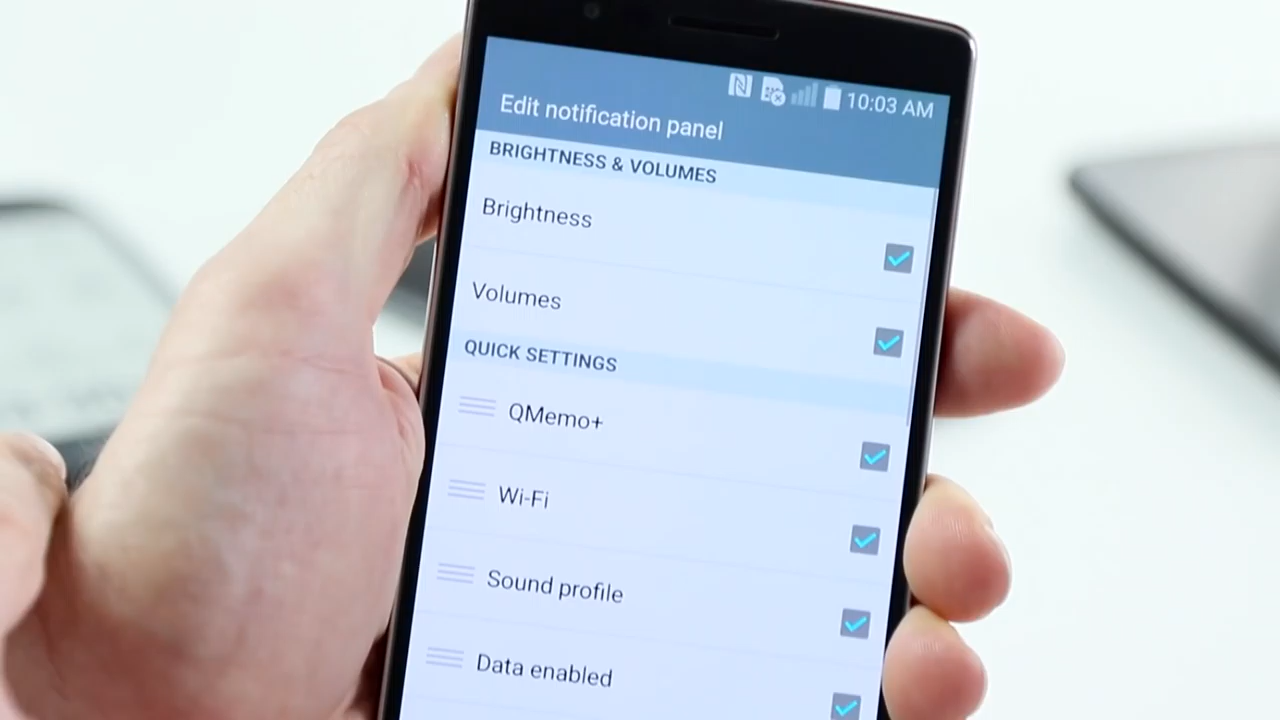 10:03 AM
Edit notification panel
BRIGHTNESS & VOLUMES
Brightness
Volumes
QUICK SETTINGS
QMemo+
Wi-Fi
Sound profile
Data enabled